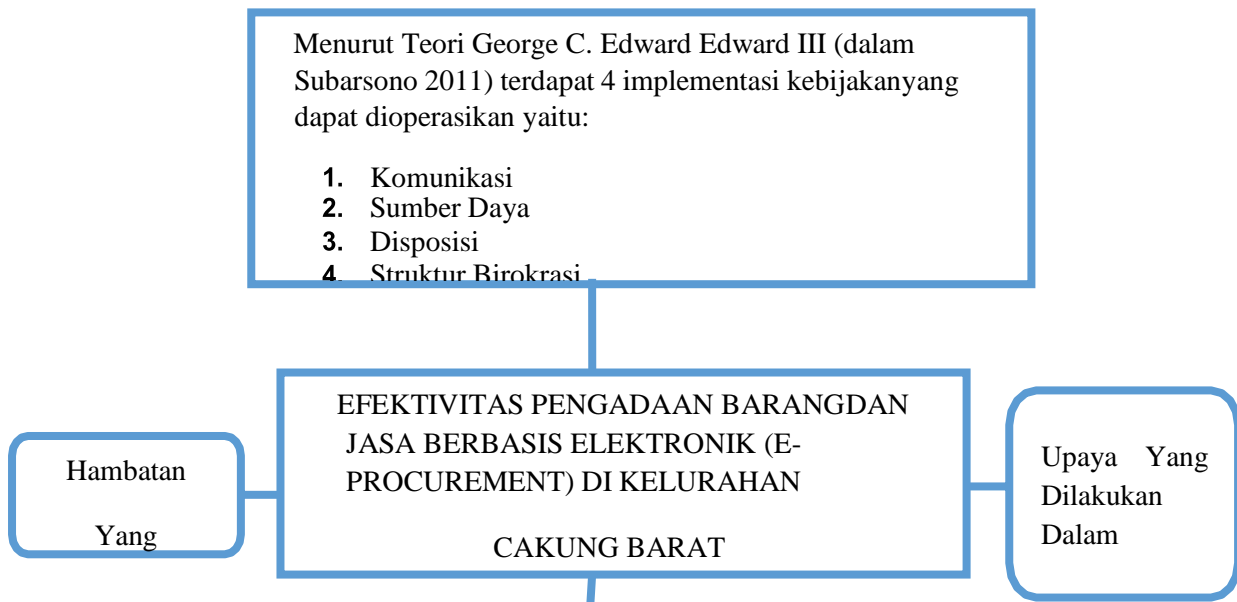 Menurut Teori George C. Edward Edward III (dalam
Subarsono 2011) terdapat 4 implementasi kebijakanyang
dapat dioperasikan yaitu:
1. Komunikasi
2. Sumber Daya
3. Disposisi
4. Struktur Birokrasi
EFEKTIVITAS PENGADAAN BARANGDAN
JASA BERBASIS ELEKTRONIK (E-
PROCUREMENT) DI KELURAHAN
CAKUNG BARAT
Hambatan
Yang
Upaya Yang
Dilakukan
Dalam